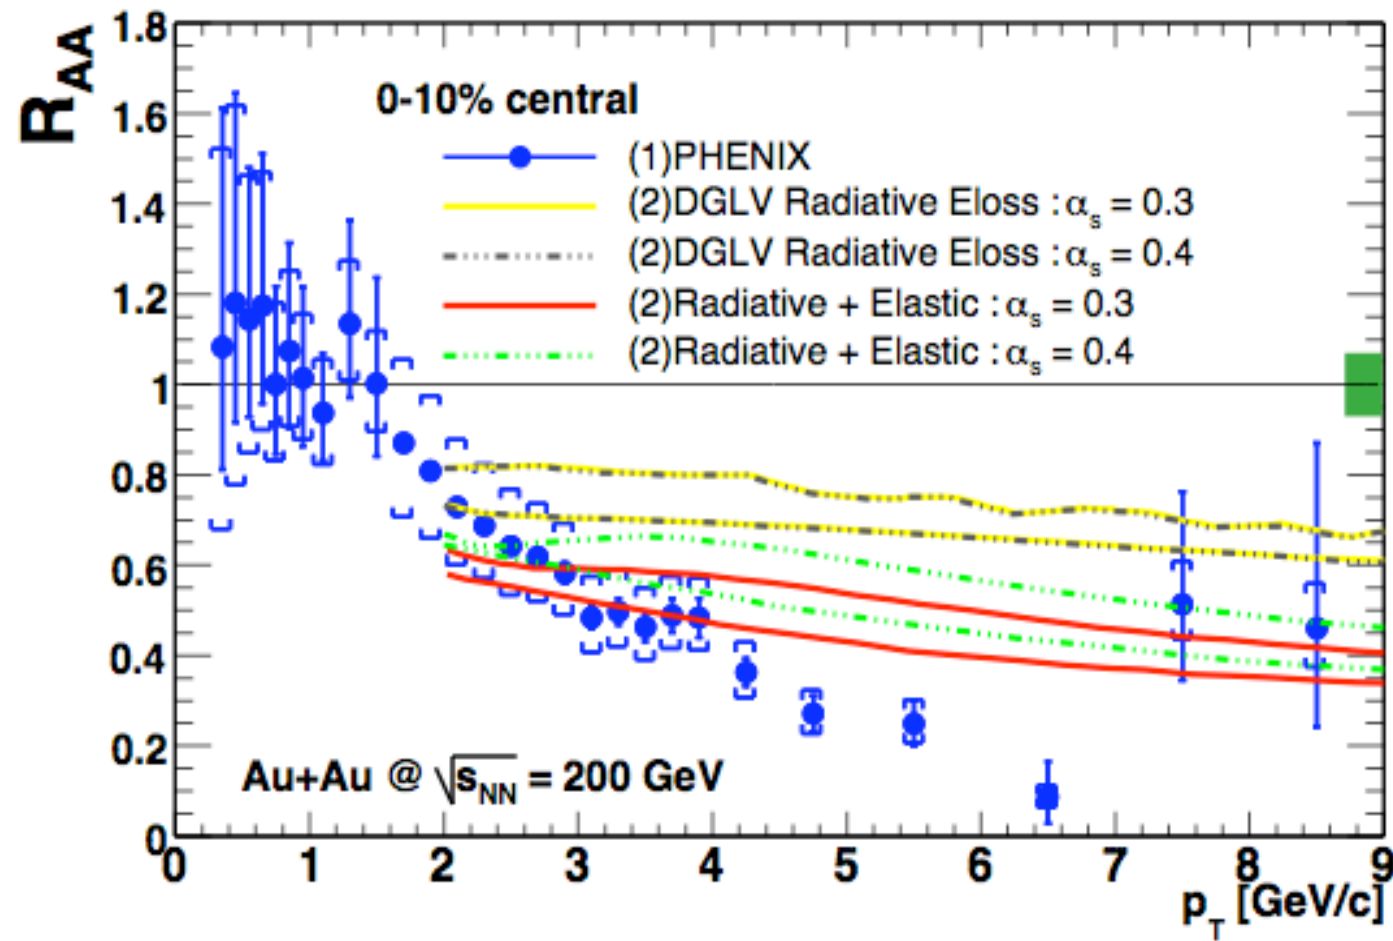 R_AA
1.8
1.6
1.4
1.2
1
0.8
0.6
0.4
0.2
0
0-10% central
(1)PHENIX
(2)DGLV Radiative Eloss : α_s = 0.3
(2)DGLV Radiative Eloss : α_s = 0.4
(2)Radiative + Elastic : α_s = 0.3
(2)Radiative + Elastic : α_s = 0.4
Au+Au @ √s_NN = 200 GeV
0 1 2 3 4 5 6 7 8 9
p_T [GeV/c]